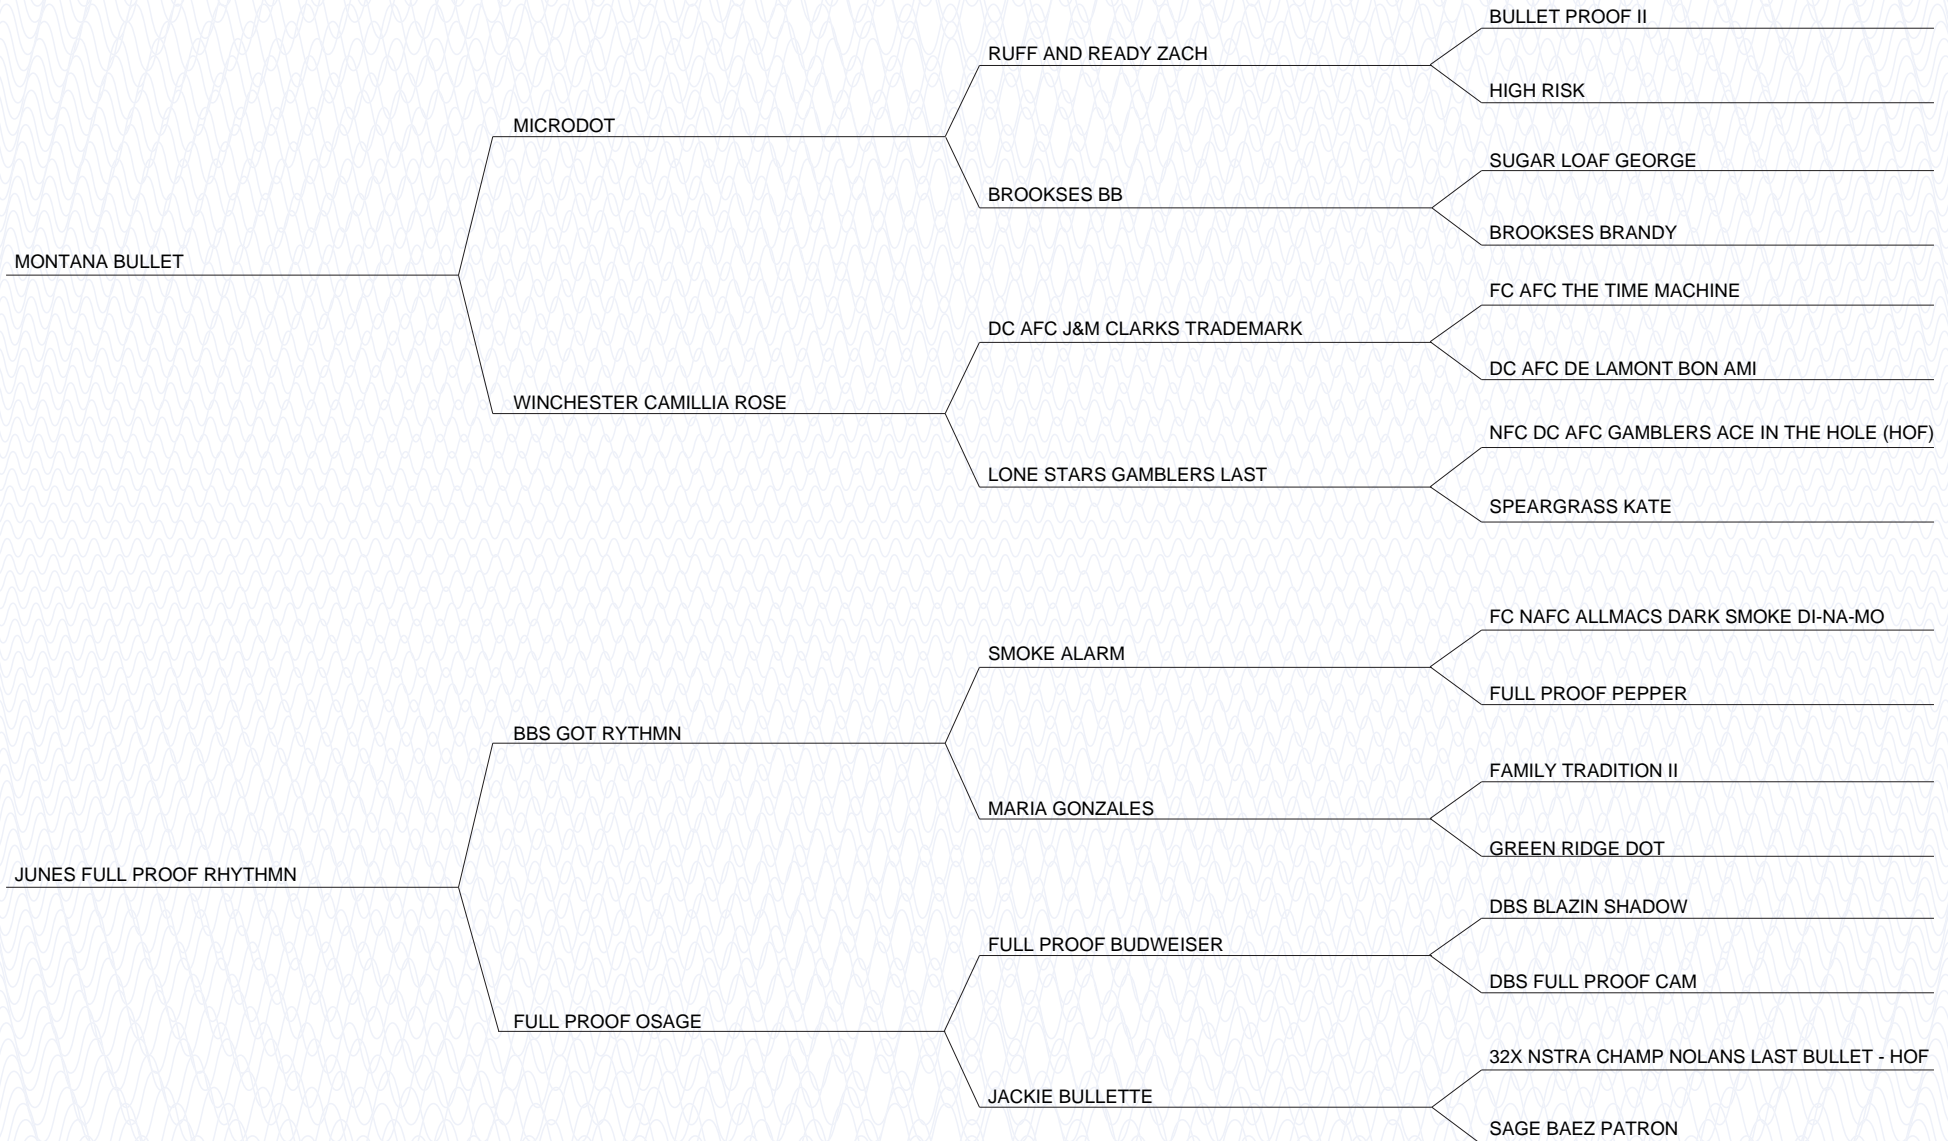 BULLET PROOF II
RUFF AND READY ZACH
HIGH RISK
MICRODOT
SUGAR LOAF GEORGE
BROOKSES BB
BROOKSES BRANDY
MONTANA BULLET
FC AFC THE TIME MACHINE
DC AFC J&M CLARKS TRADEMARK
DC AFC DE LAMONT BON AMI
WINCHESTER CAMILLIA ROSE
NFC DC AFC GAMBLERS ACE IN THE HOLE (HOF)
LONE STARS GAMBLERS LAST
SPEARGRASS KATE
FC NAFC ALLMACS DARK SMOKE DI-NA-MO
SMOKE ALARM
FULL PROOF PEPPER
BBS GOT RYTHMN
FAMILY TRADITION II
MARIA GONZALES
GREEN RIDGE DOT
JUNES FULL PROOF RHYTHMN
DBS BLAZIN SHADOW
FULL PROOF BUDWEISER
DBS FULL PROOF CAM
FULL PROOF OSAGE
32X NSTRA CHAMP NOLANS LAST BULLET - HOF
JACKIE BULLETTE
SAGE BAEZ PATRON